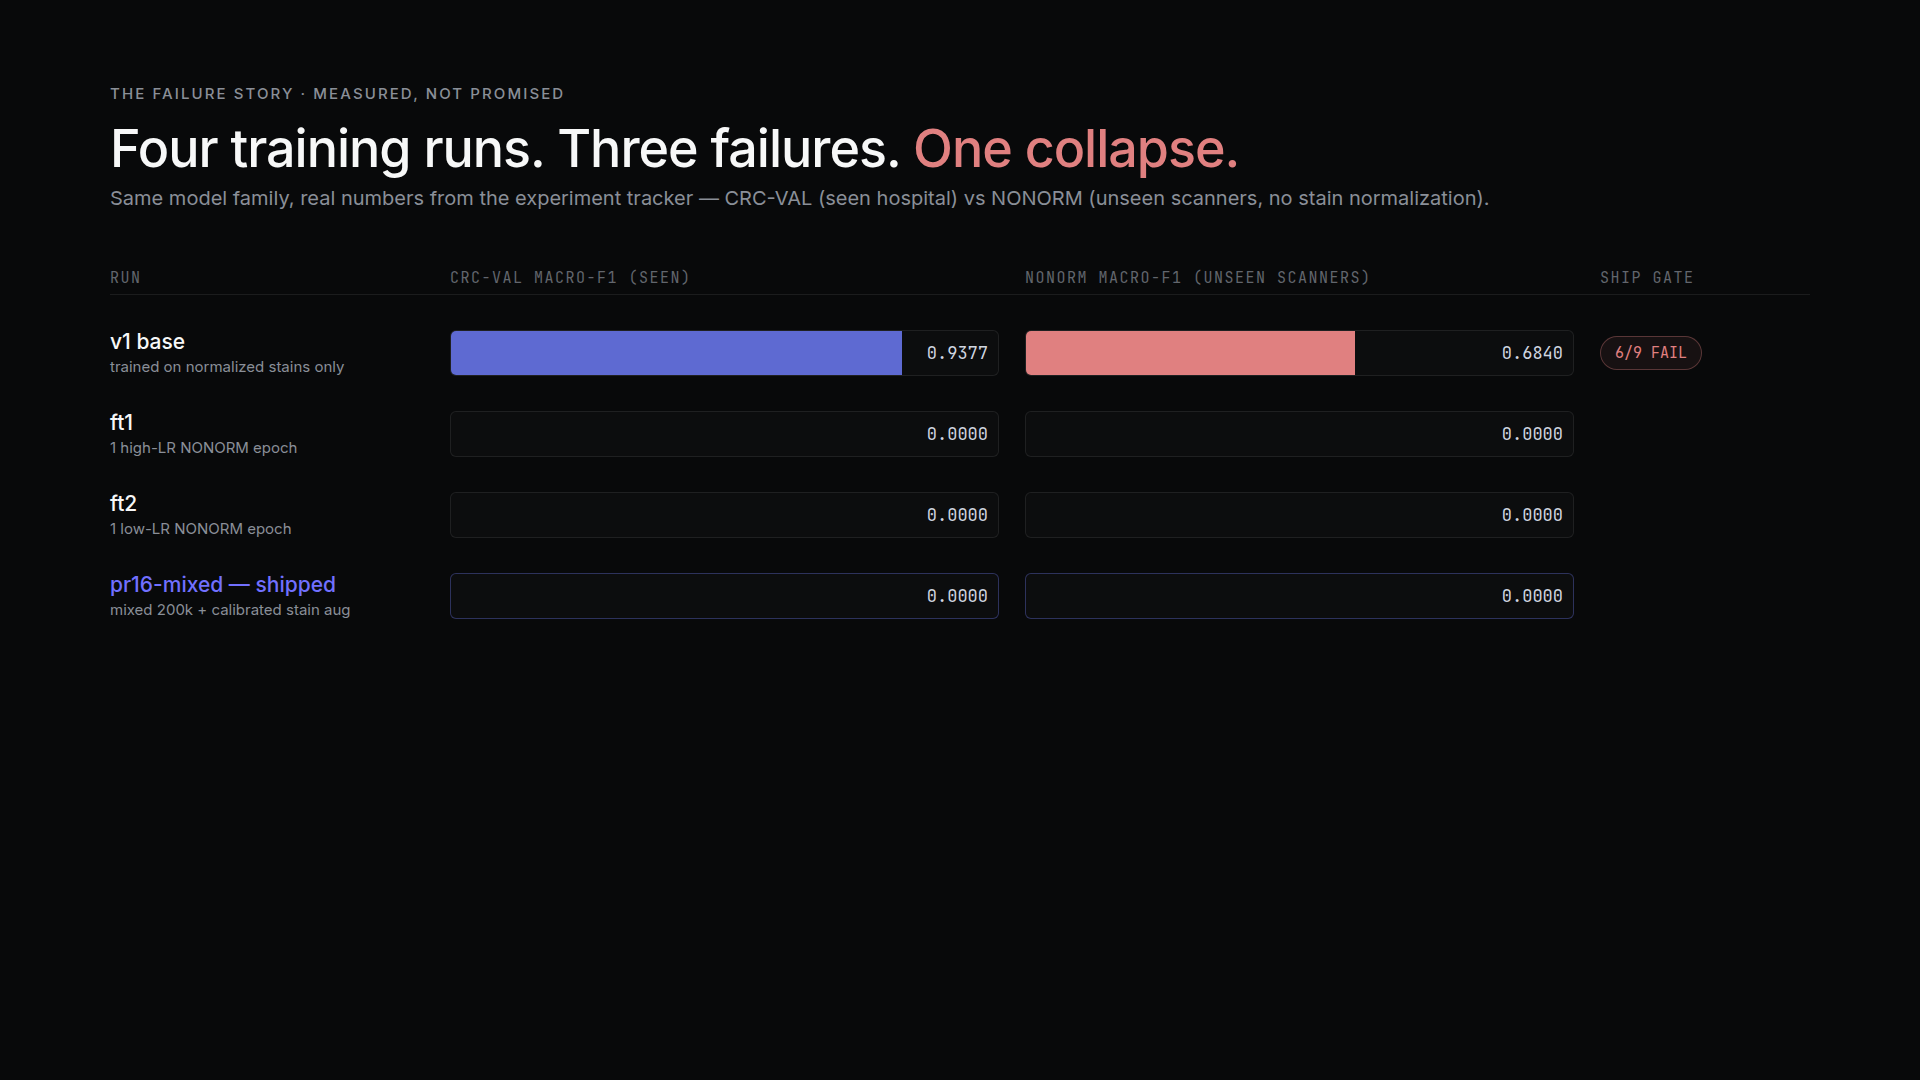 THE FAILURE STORY · MEASURED, NOT PROMISED
Four training runs. Three failures. One collapse.
Same model family, real numbers from the experiment tracker — CRC-VAL (seen hospital) vs NONORM (unseen scanners, no stain normalization).
RUN CRC-VAL MACRO-F1 (SEEN) NONORM MACRO-F1 (UNSEEN SCANNERS) SHIP GATE
v1 base
trained on normalized stains only
0.9377 0.6840 6/9 FAIL
ft1
1 high-LR NONORM epoch
0.0000 0.0000
ft2
1 low-LR NONORM epoch
0.0000 0.0000
pr16-mixed — shipped
mixed 200k + calibrated stain aug
0.0000 0.0000